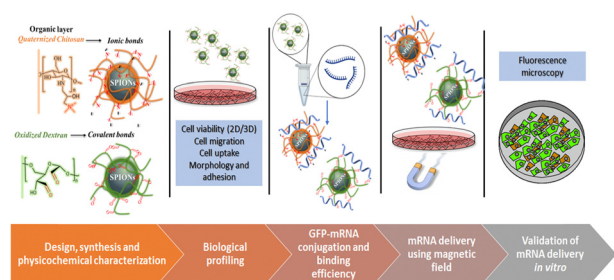 Organic layer
Quaternized Chitosan → Ionic bonds
SPIONs
Oxidized Dextran → Covalent bonds
SPIONs
Cell viability (2D/3D)
Cell migration
Cell uptake
Morphology and
adhesion
SPIONs
SPIONs
SPIONs
SPIONs
Fluorescence
microscopy
Design, synthesis and
physicochemical characterization
Biological
profiling
GFP-mRNA
conjugation and
binding
efficiency
mRNA delivery
using magnetic
field
Validation of
mRNA delivery
in vitro